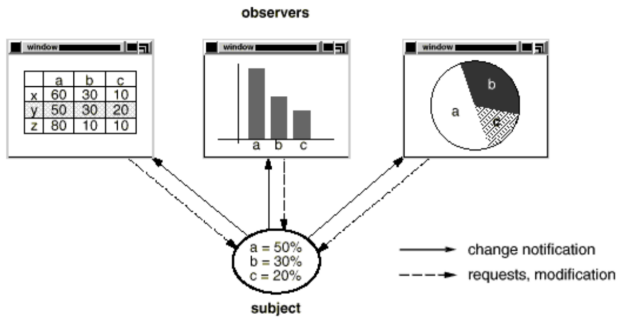 observers
window
window
window
a b c
x 60 30 10
y 50 30 20
z 80 10 10
a b c
a
b
c
a = 50%
b = 30%
c = 20%
subject
change notification
requests, modification